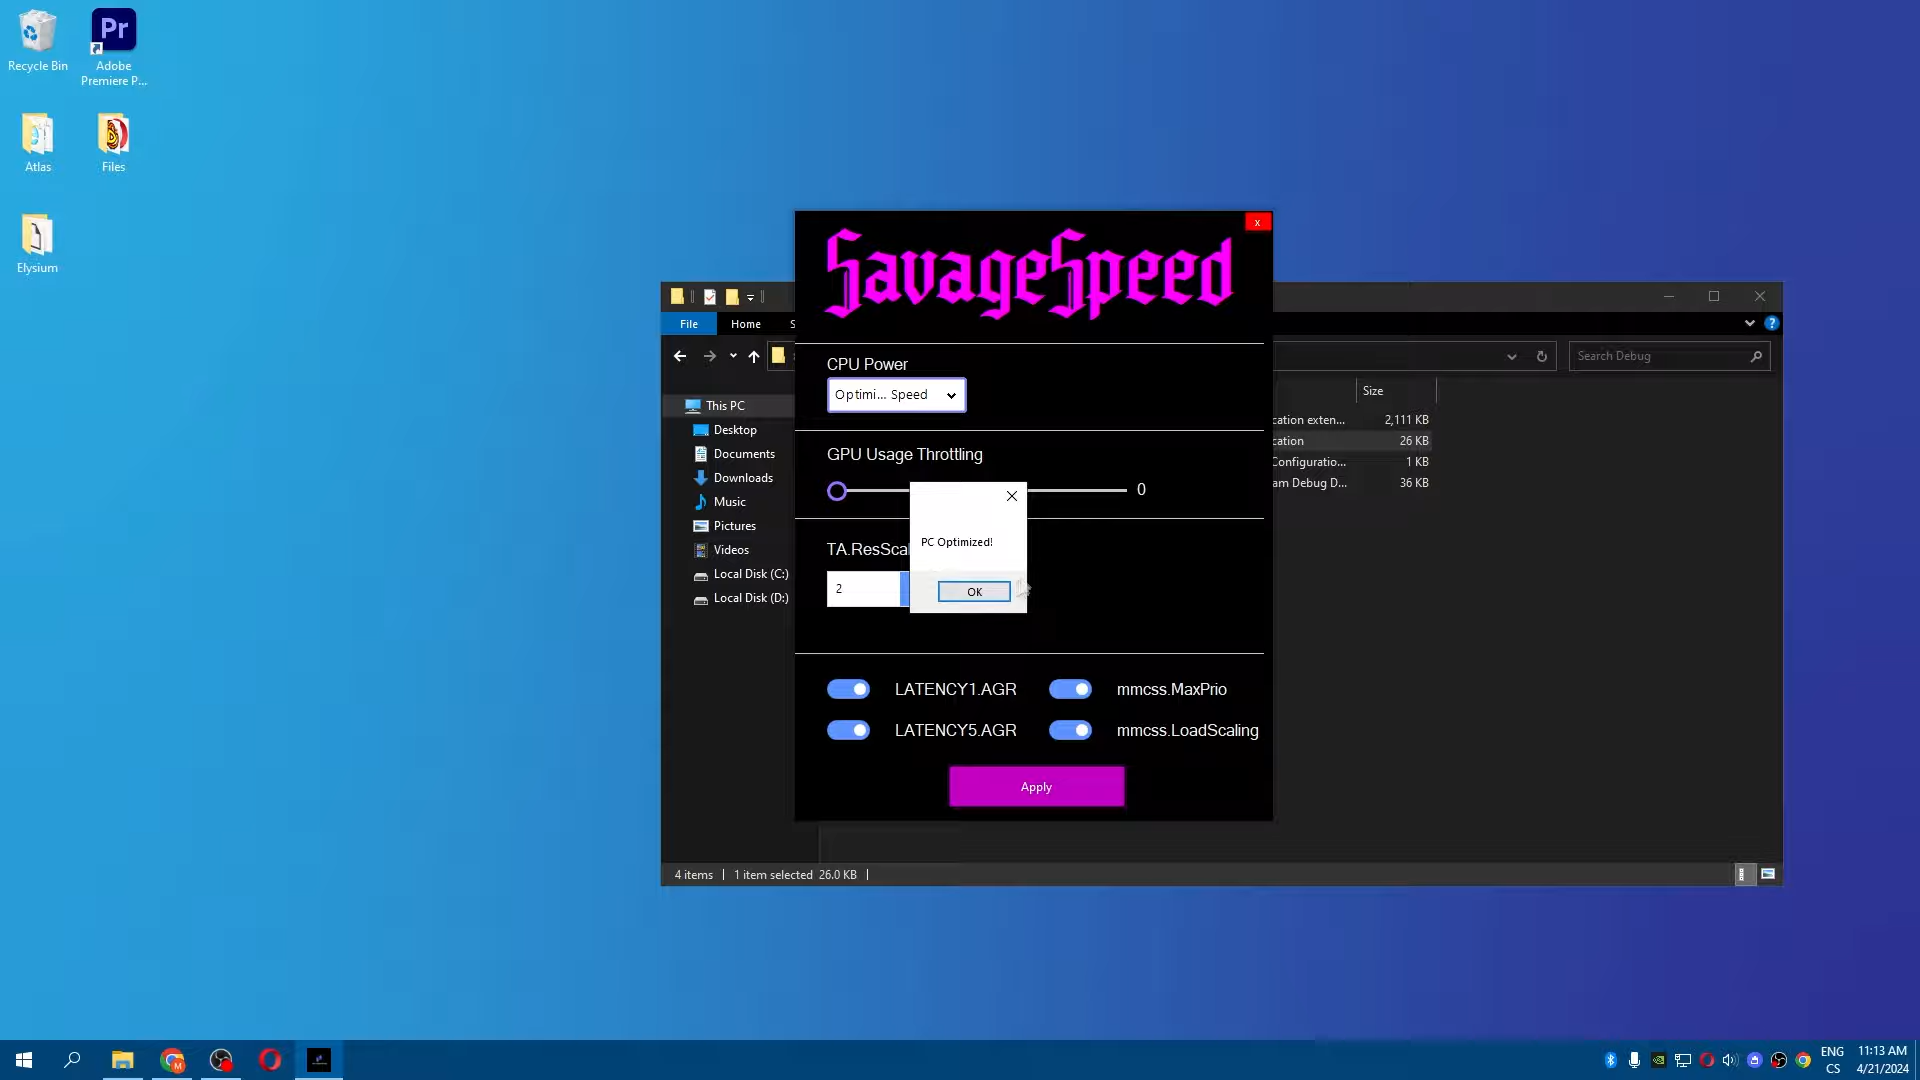 Recycle Bin
Adobe
Premiere P...
Pr
Atlas
Files
Elysium
SavageSpeed
x
File
Home
S
Search Debug
CPU Power
Optimi... Speed
GPU Usage Throttling
0
PC Optimized!
OK
TA.ResScal
2
LATENCY1.AGR
mmcss.MaxPrio
LATENCY5.AGR
mmcss.LoadScaling
Apply
This PC
Desktop
Documents
Downloads
Music
Pictures
Videos
Local Disk (C:)
Local Disk (D:)
Size
cation exten...
2,111 KB
cation
26 KB
Configuratio...
1 KB
am Debug D...
36 KB
4 items
1 item selected 26.0 KB
M
ENG
CS
11:13 AM
4/21/2024